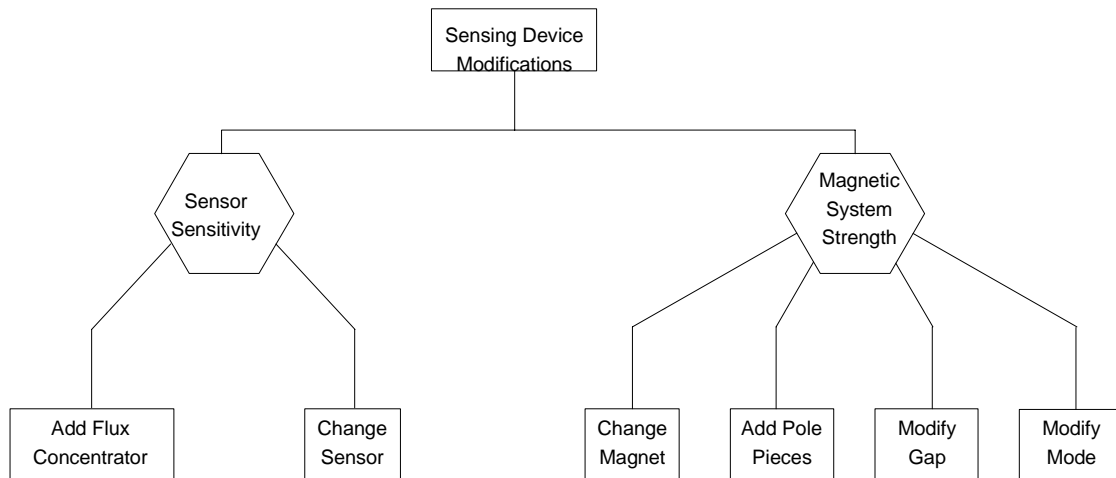 Sensing Device
Modifications
Sensor
Sensitivity
Magnetic
System
Strength
Add Flux
Concentrator
Change
Sensor
Change
Magnet
Add Pole
Pieces
Modify
Gap
Modify
Mode